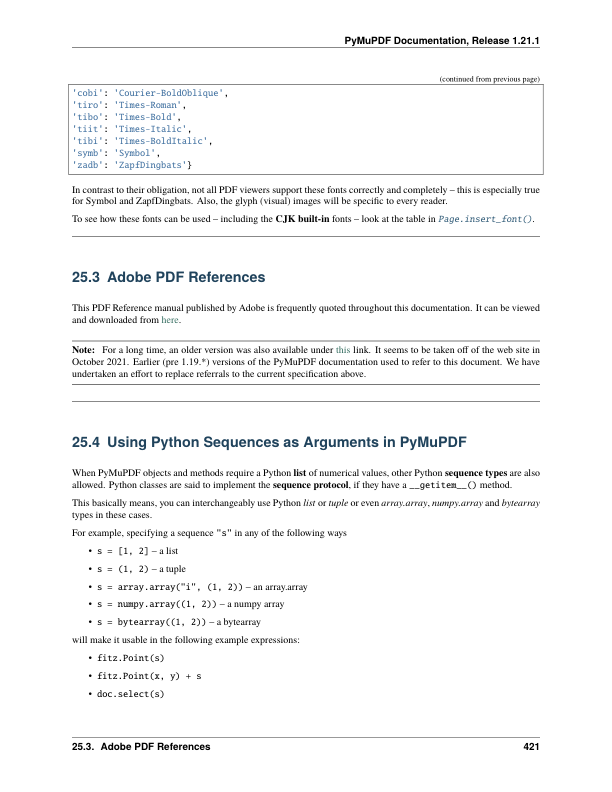 PyMuPDF Documentation, Release 1.21.1
(continued from previous page)
'cobi': 'Courier-BoldOblique',
'tiro': 'Times-Roman',
'tibo': 'Times-Bold',
'tiit': 'Times-Italic',
'tibi': 'Times-BoldItalic',
'symb': 'Symbol',
'zadb': 'ZapfDingbats'}
In contrast to their obligation, not all PDF viewers support these fonts correctly and completely – this is especially true
for Symbol and ZapfDingbats. Also, the glyph (visual) images will be specific to every reader.
To see how these fonts can be used – including the CJK built-in fonts – look at the table in Page.insert_font().
25.3 Adobe PDF References
This PDF Reference manual published by Adobe is frequently quoted throughout this documentation. It can be viewed
and downloaded from here.
Note: For a long time, an older version was also available under this link. It seems to be taken off of the web site in
October 2021. Earlier (pre 1.19.*) versions of the PyMuPDF documentation used to refer to this document. We have
undertaken an effort to replace referrals to the current specification above.
25.4 Using Python Sequences as Arguments in PyMuPDF
When PyMuPDF objects and methods require a Python list of numerical values, other Python sequence types are also
allowed. Python classes are said to implement the sequence protocol, if they have a __getitem__() method.
This basically means, you can interchangeably use Python list or tuple or even array.array, numpy.array and bytearray
types in these cases.
For example, specifying a sequence "s" in any of the following ways
• s = [1, 2] – a list
• s = (1, 2) – a tuple
• s = array.array("i", (1, 2)) – an array.array
• s = numpy.array((1, 2)) – a numpy array
• s = bytearray((1, 2)) – a bytearray
will make it usable in the following example expressions:
• fitz.Point(s)
• fitz.Point(x, y) + s
• doc.select(s)
25.3. Adobe PDF References 421